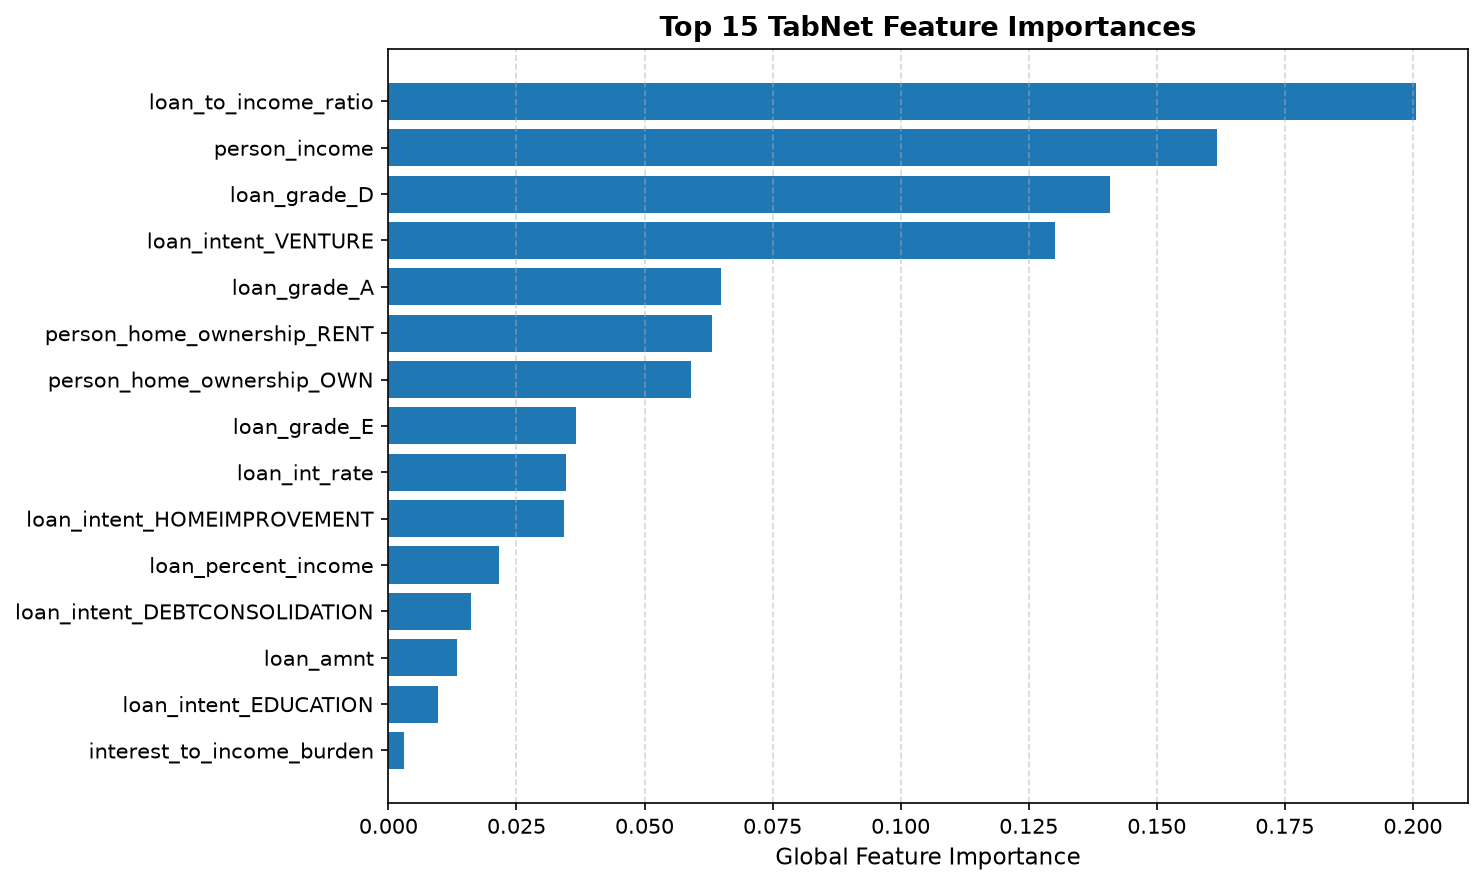 Top 15 TabNet Feature Importances
loan_to_income_ratio
person_income
loan_grade_D
loan_intent_VENTURE
loan_grade_A
person_home_ownership_RENT
person_home_ownership_OWN
loan_grade_E
loan_int_rate
loan_intent_HOMEIMPROVEMENT
loan_percent_income
loan_intent_DEBTCONSOLIDATION
loan_amnt
loan_intent_EDUCATION
interest_to_income_burden
0.000 0.025 0.050 0.075 0.100 0.125 0.150 0.175 0.200
Global Feature Importance